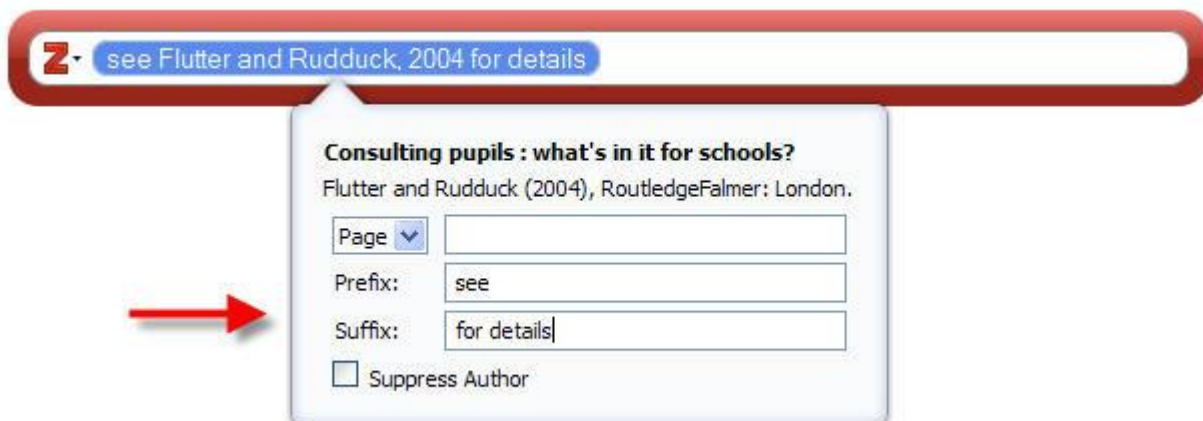 Z see Flutter and Rudduck, 2004 for details
Consulting pupils : what's in it for schools?
Flutter and Rudduck (2004), RoutledgeFalmer: London.
Page
Prefix: see
Suffix: for details
Suppress Author